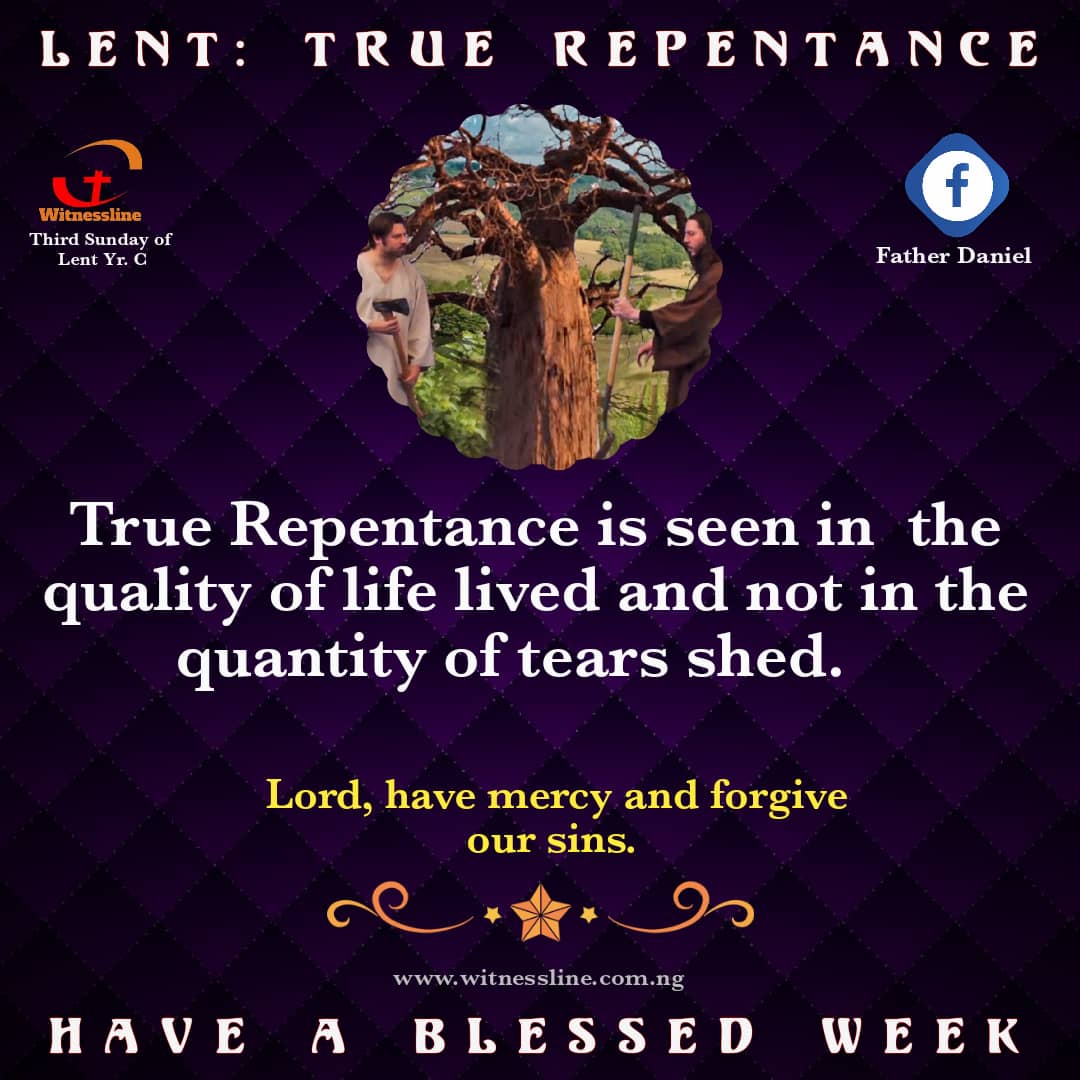 LENT: TRUE REPENTANCE
Witnessline
Third Sunday of
Lent Yr. C
f
Father Daniel
True Repentance is seen in the
quality of life lived and not in the
quantity of tears shed.
Lord, have mercy and forgive
our sins.
www.witnessline.com.ng
HAVE A BLESSED WEEK